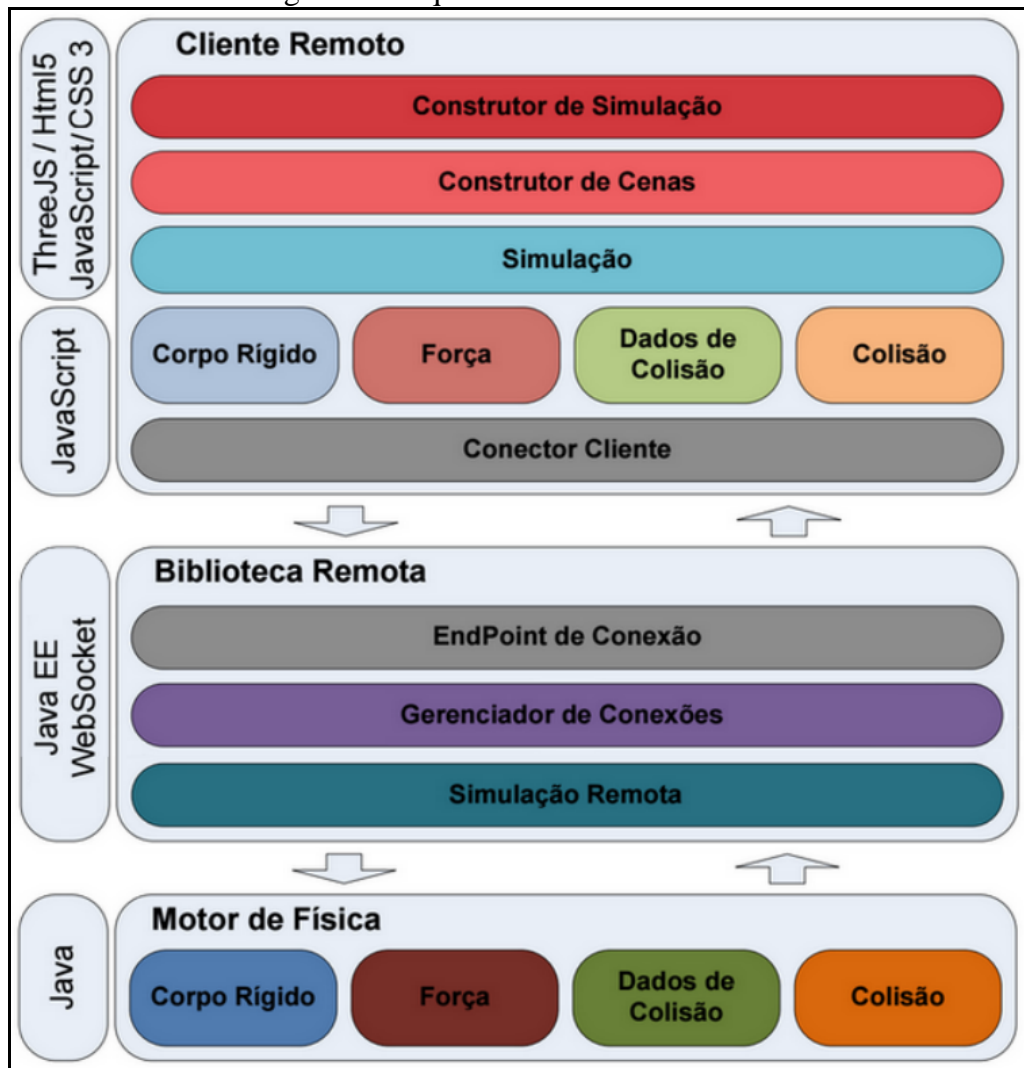 Cliente Remoto
ThreeJS / Html5
JavaScript/CSS 3
Construtor de Simulação
Construtor de Cenas
Simulação
JavaScript
Corpo Rígido
Força
Dados de
Colisão
Colisão
Conector Cliente
Biblioteca Remota
Java EE
WebSocket
EndPoint de Conexão
Gerenciador de Conexões
Simulação Remota
Motor de Física
Java
Corpo Rígido
Força
Dados de
Colisão
Colisão